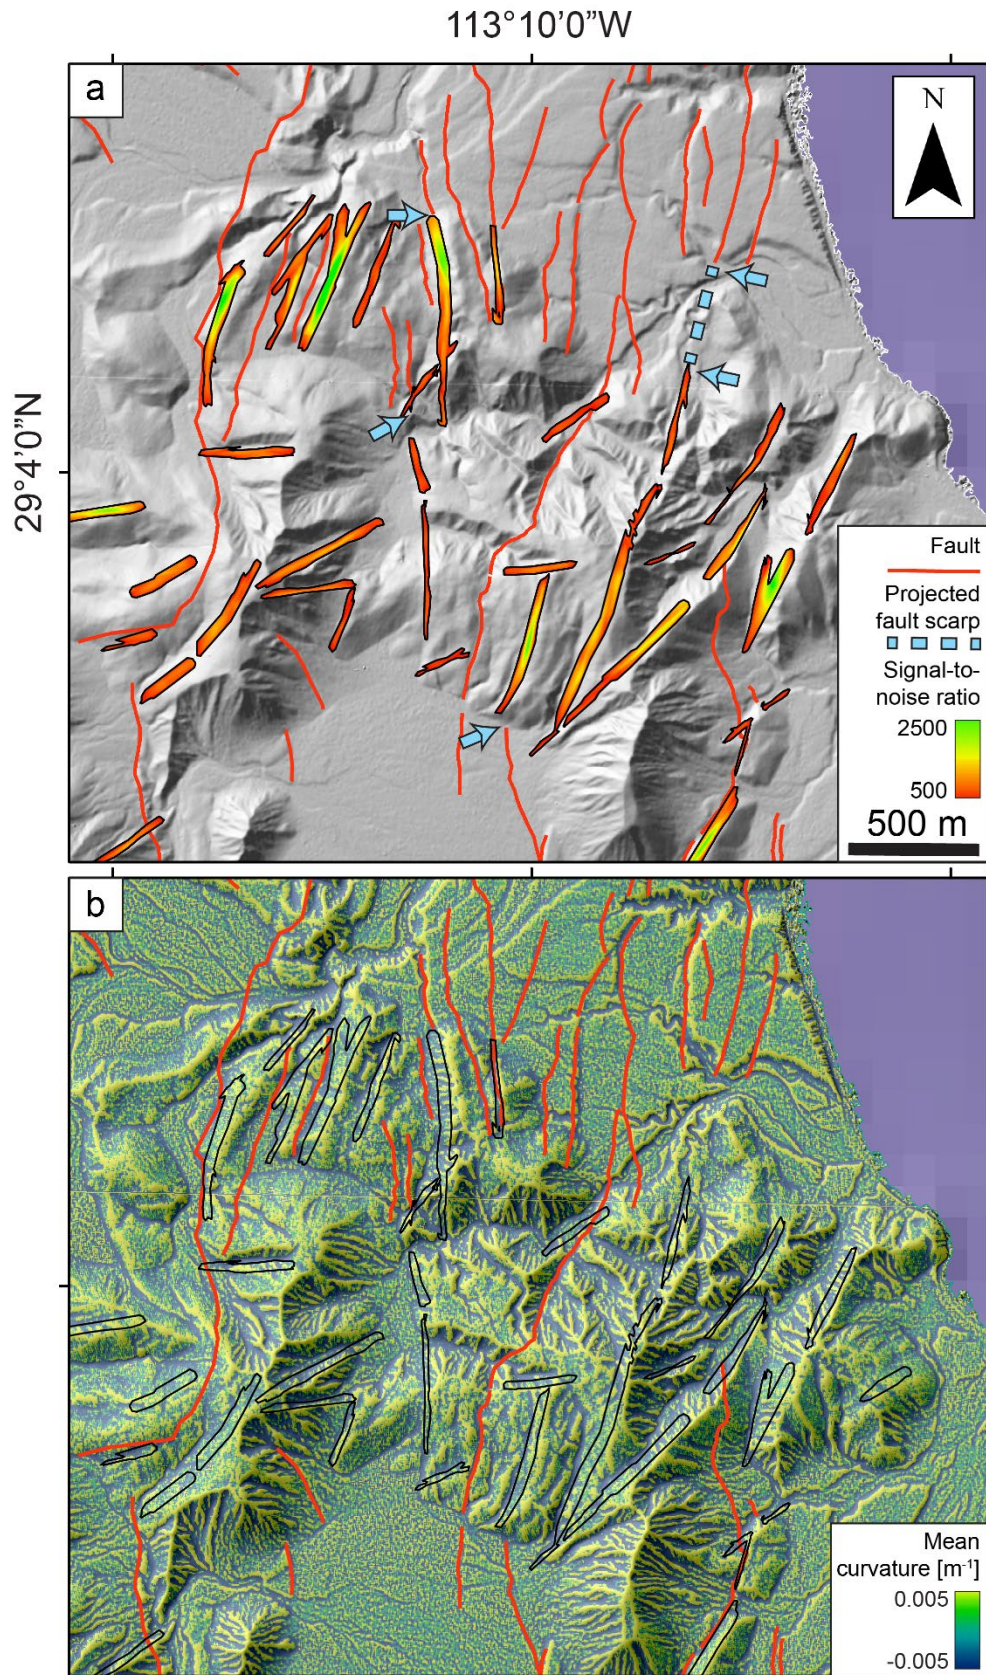 113°10'0”W
a
N
29°4'0”N
Fault
Projected
fault scarp
Signal-to-
noise ratio
2500
500
500 m
b
Mean
curvature [m⁻¹]
0.005
-0.005